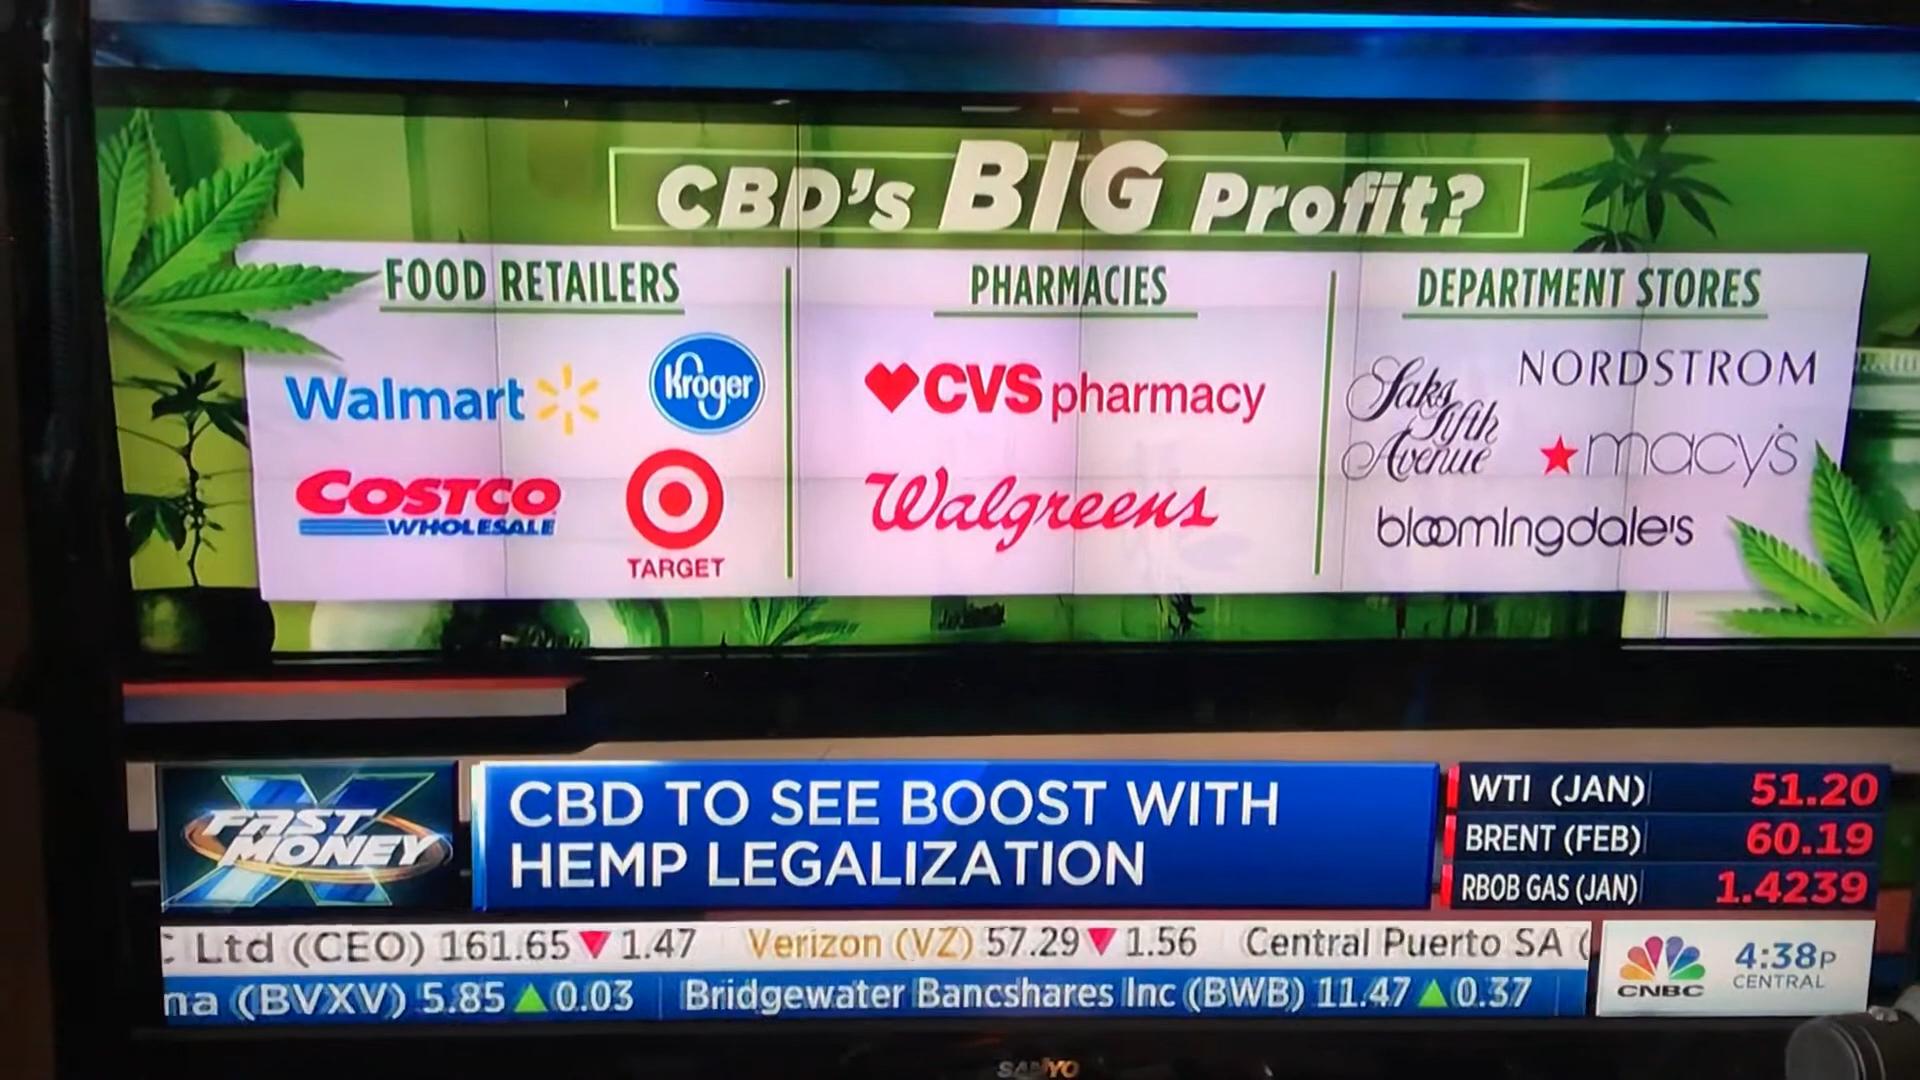 CBD's BIG Profit?
FOOD RETAILERS
Walmart
Kroger
COSTCO
WHOLESALE
TARGET
PHARMACIES
CVS pharmacy
Walgreens
DEPARTMENT STORES
Saks
Fifth
Avenue
NORDSTROM
macy's
bloomingdale's
FAST
MONEY
CBD TO SEE BOOST WITH
HEMP LEGALIZATION
WTI (JAN) 51.20
BRENT (FEB) 60.19
RBOB GAS (JAN) 1.4239
Ltd (CEO) 161.65 ▼ 1.47 Verizon (VZ) 57.29 ▼ 1.56 Central Puerto SA (
na (BVXV) 5.85 ▲ 0.03 Bridgewater Bancshares Inc (BWB) 11.47 ▲ 0.37
CNBC
4:38P
CENTRAL
SANYO